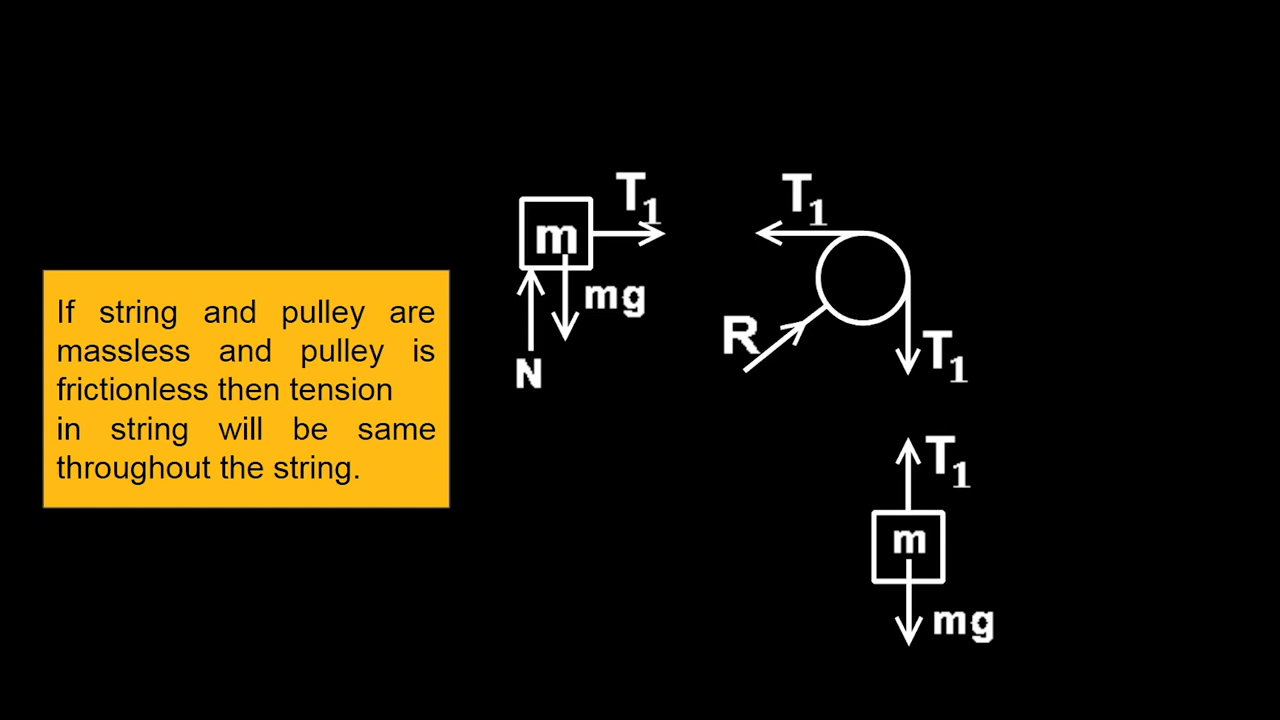 If string and pulley are
massless and pulley is
frictionless then tension
in string will be same
throughout the string.
T1
m
mg
N
T1
R
T1
T1
m
mg